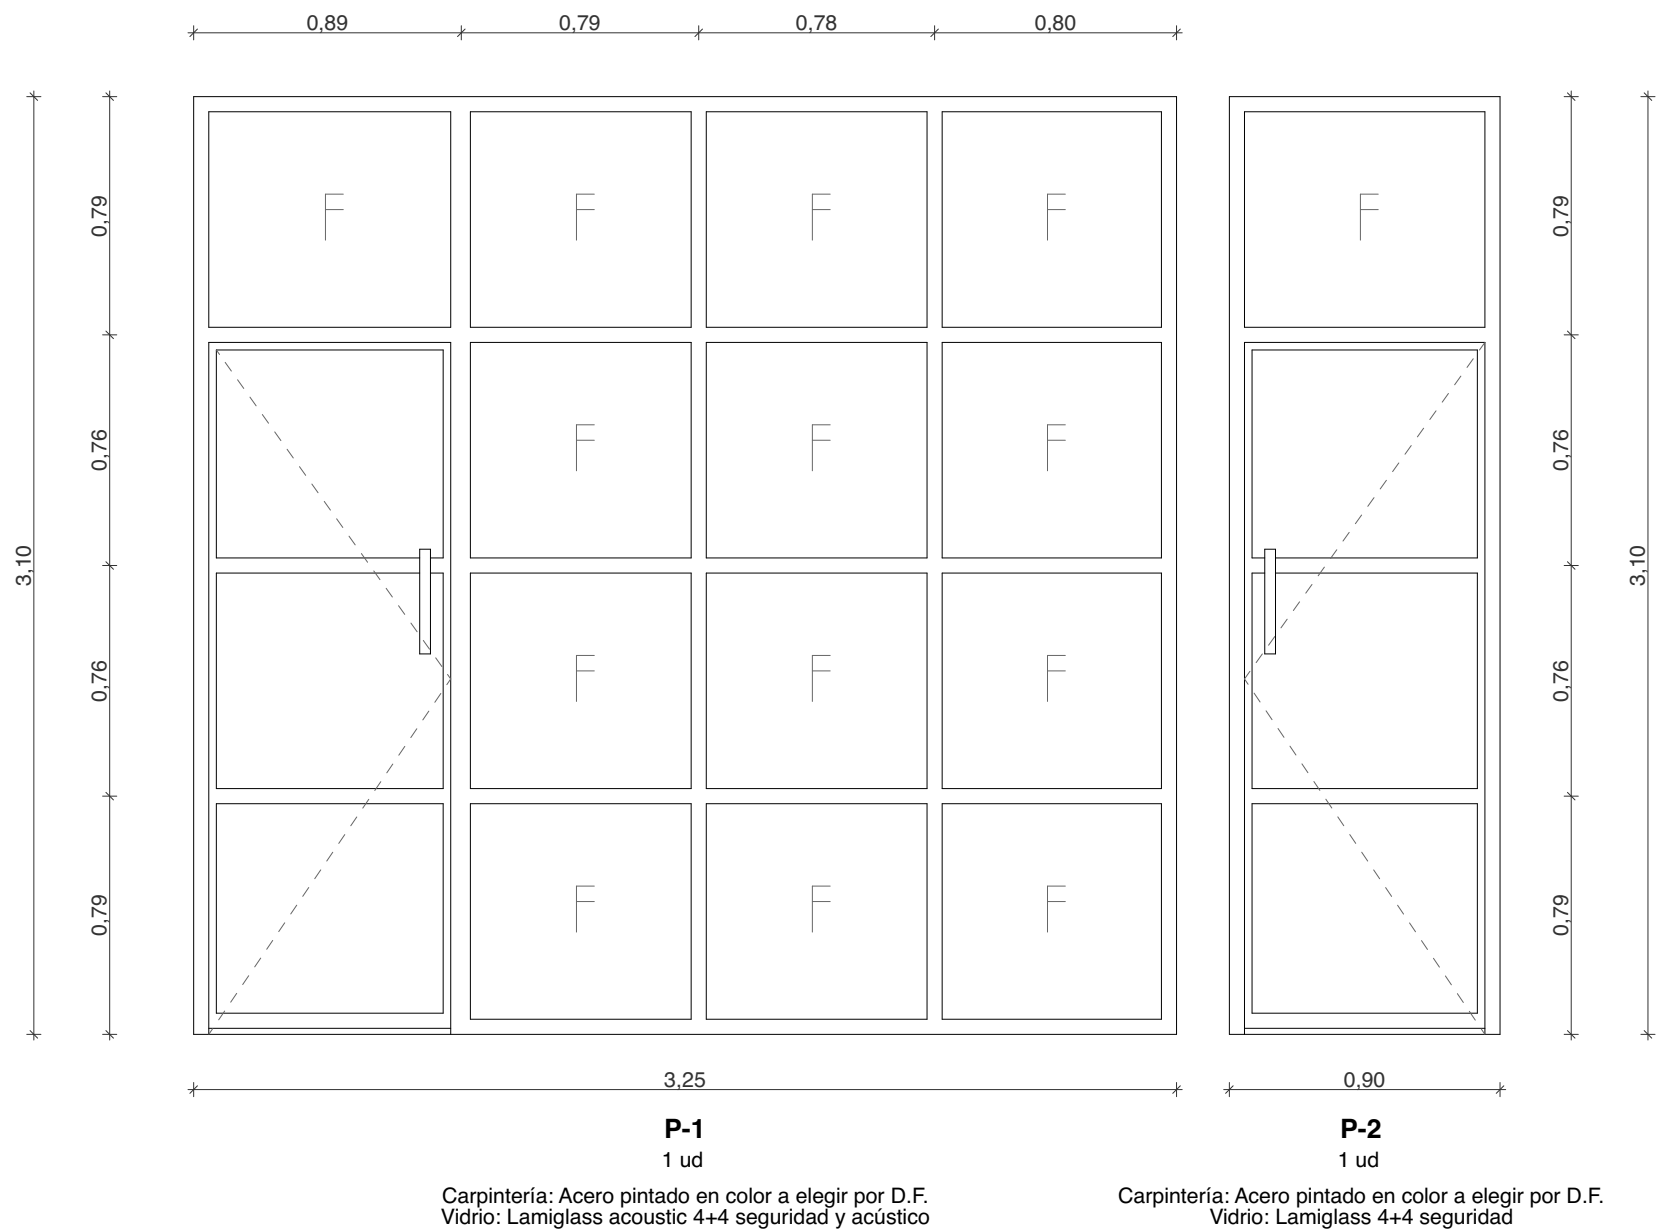 0,89 0,79 0,78 0,80
F F F F F
0,79 0,79
F F F
0,76 0,76
3,10 3,10
F F F
0,76 0,76
F F F
0,79 0,79
3,25 0,90
P-1
1 ud
Carpintería: Acero pintado en color a elegir por D.F.
Vidrio: Lamiglass acoustic 4+4 seguridad y acústico
P-2
1 ud
Carpintería: Acero pintado en color a elegir por D.F.
Vidrio: Lamiglass 4+4 seguridad